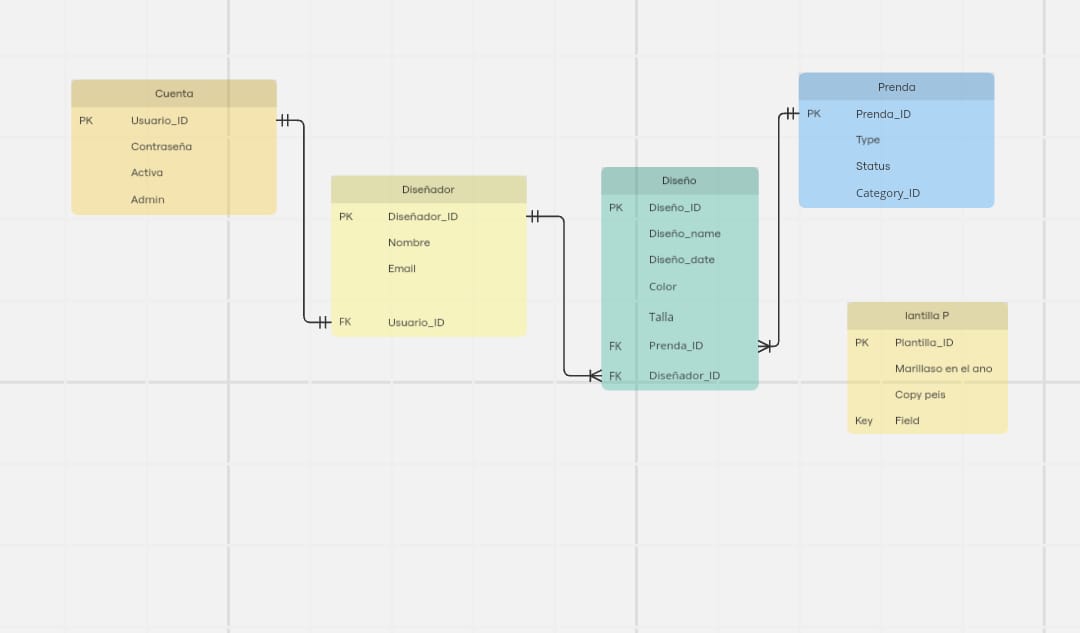 Cuenta
PK Usuario_ID
Contraseña
Activa
Admin
Diseñador
PK Diseñador_ID
Nombre
Email
FK Usuario_ID
Diseño
PK Diseño_ID
Diseño_name
Diseño_date
Color
Talla
FK Prenda_ID
FK Diseñador_ID
Prenda
PK Prenda_ID
Type
Status
Category_ID
lantilla P
PK Plantilla_ID
Marillaso en el ano
Copy peis
Key Field